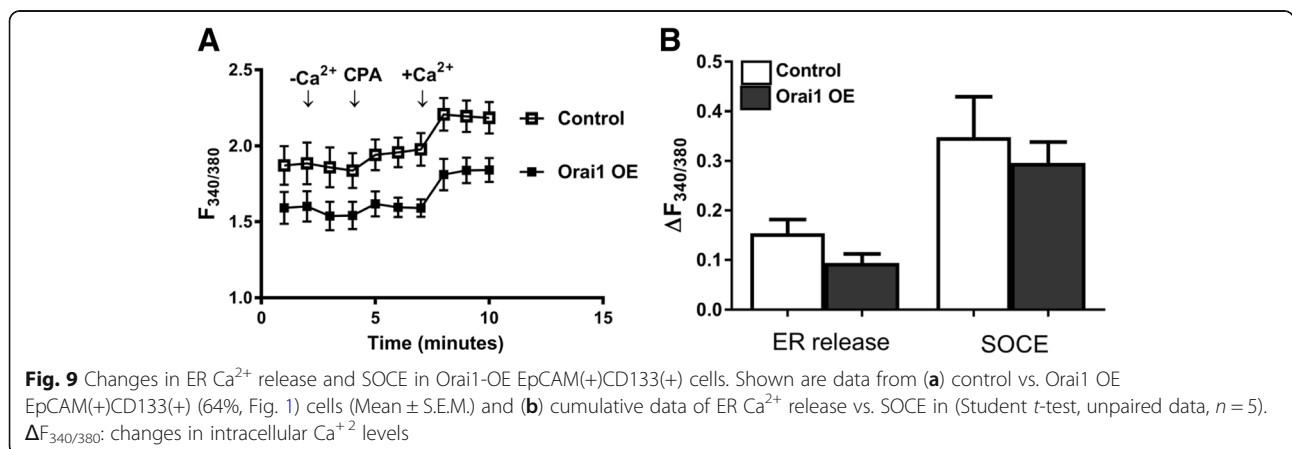 A
-Ca²⁺ CPA +Ca²⁺
↓ ↓ ↓
2.5
2.0
1.5
1.0
F340/380
Control
Orai1 OE
0 5 10 15
Time (minutes)
B
Control
Orai1 OE
0.5
0.4
0.3
0.2
0.1
0.0
ΔF340/380
ER release SOCE
Fig. 9 Changes in ER Ca²⁺ release and SOCE in Orai1-OE EpCAM(+)CD133(+) cells. Shown are data from (a) control vs. Orai1 OE
EpCAM(+)CD133(+) (64%, Fig. 1) cells (Mean ± S.E.M.) and (b) cumulative data of ER Ca²⁺ release vs. SOCE in (Student t-test, unpaired data, n = 5).
ΔF340/380: changes in intracellular Ca⁺² levels